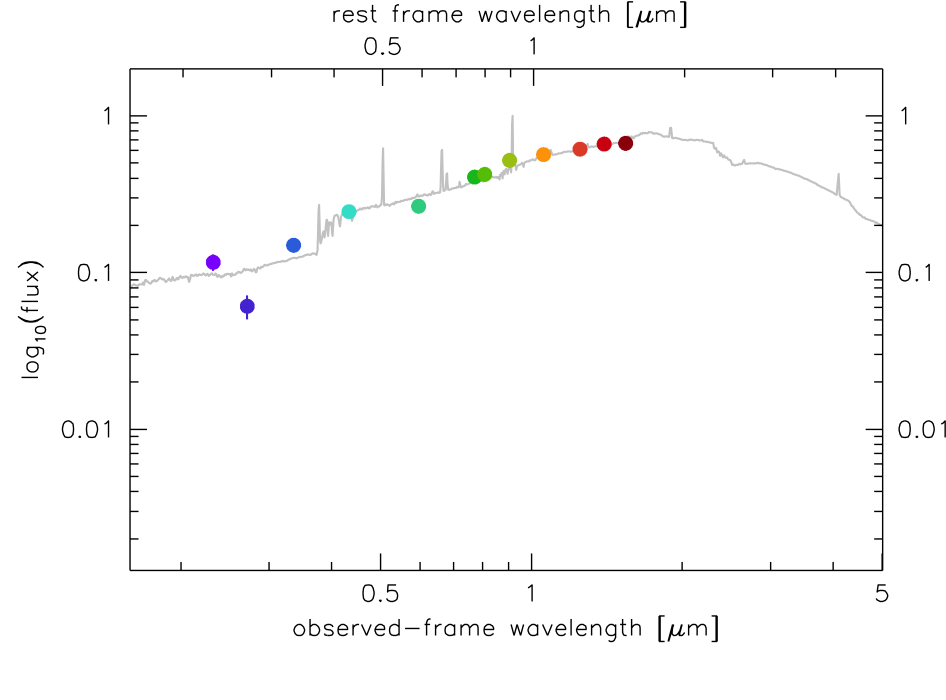 rest frame wavelength [μm]
0.5 1
1 1
0.1 0.1
0.01 0.01
log10(flux)
0.5 1 5
observed-frame wavelength [μm]